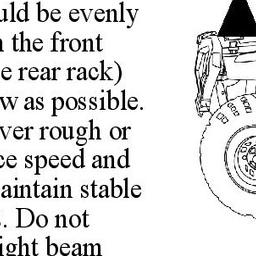 uld be evenly
the front
e rear rack)
w as possible.
ver rough or
ce speed and
aintain stable
. Do not
ight beam